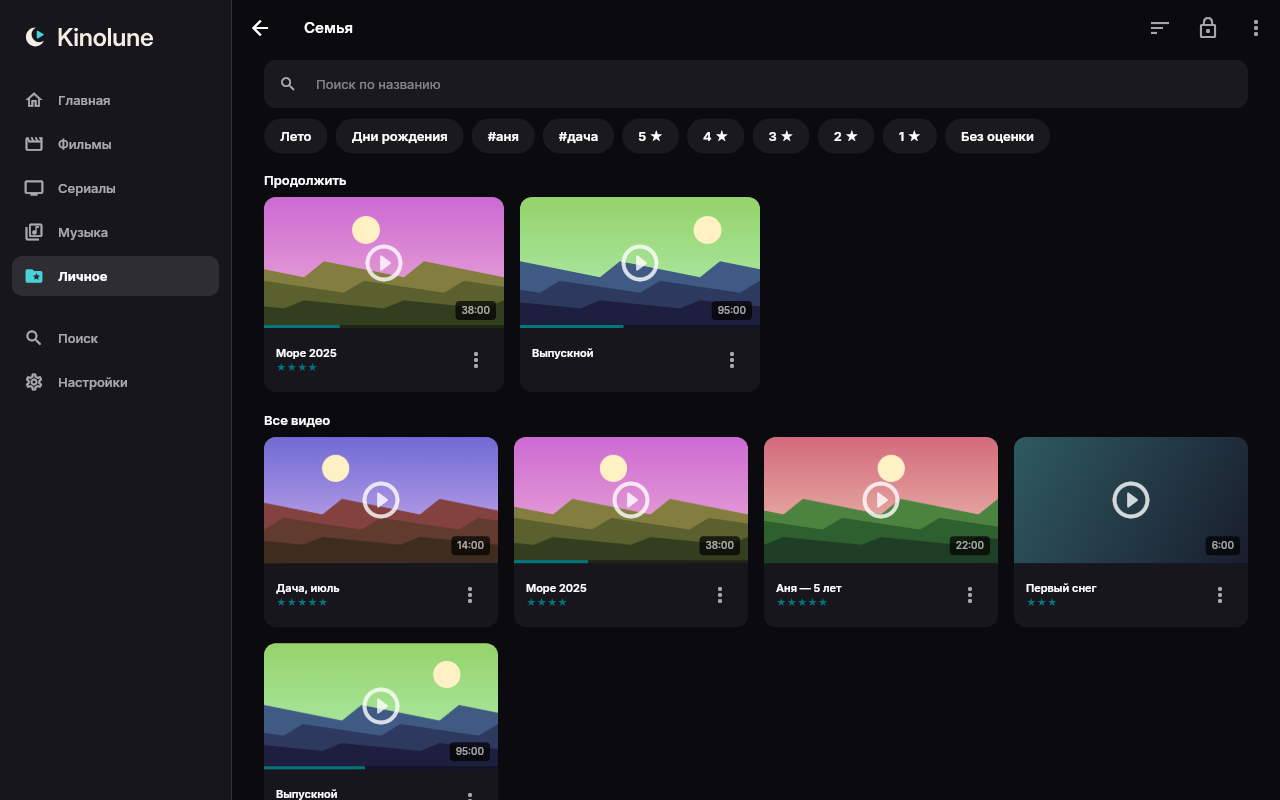 Kinolune
Главная
Фильмы
Сериалы
Музыка
Личное
Поиск
Настройки
Семья
Поиск по названию
Лето
Дни рождения
#аня
#дача
5 ★
4 ★
3 ★
2 ★
1 ★
Без оценки
Продолжить
38:00
95:00
Море 2025
★★★★
Выпускной
Все видео
14:00
38:00
22:00
6:00
Дача, июль
★★★★★
Море 2025
★★★★
Аня — 5 лет
★★★★★
Первый снег
★★★
95:00
Выпускной